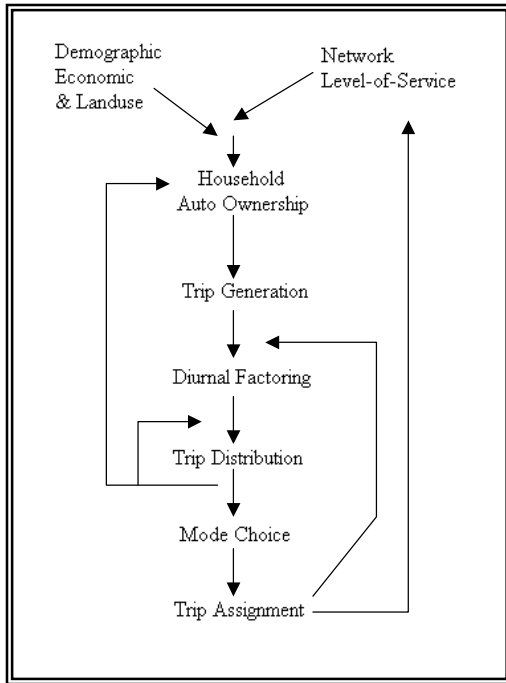 Demographic
Economic
& Landuse
Network
Level-of-Service
Household
Auto Ownership
Trip Generation
Diurnal Factoring
Trip Distribution
Mode Choice
Trip Assignment